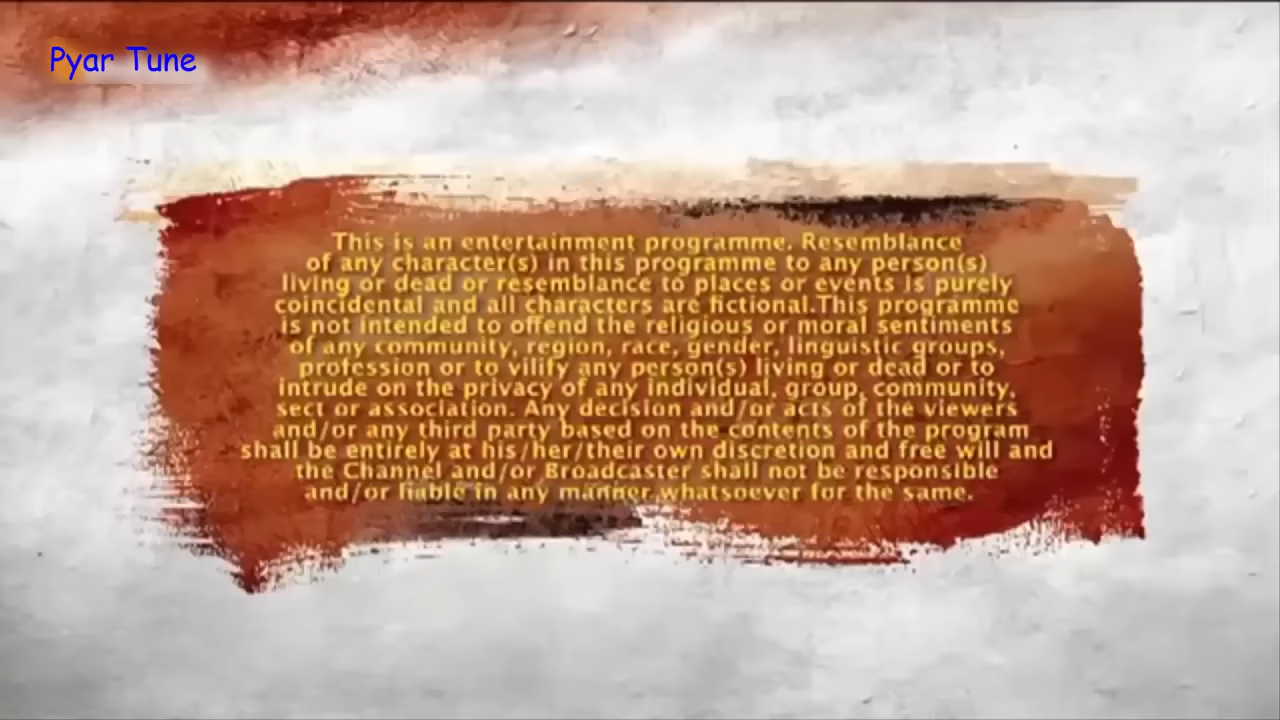 Pyar Tune
This is an entertainment programme. Resemblance
of any character(s) in this programme to any person(s)
living or dead or resemblance to places or events is purely
coincidental and all characters are fictional.This programme
is not intended to offend the religious or moral sentiments
of any community, region, race, gender, linguistic groups,
profession or to vilify any person(s) living or dead or to
intrude on the privacy of any individual, group, community,
sect or association. Any decision and/or acts of the viewers
and/or any third party based on the contents of the program
shall be entirely at his/her/their own discretion and free will and
the Channel and/or Broadcaster shall not be responsible
and/or liable in any manner whatsoever for the same.